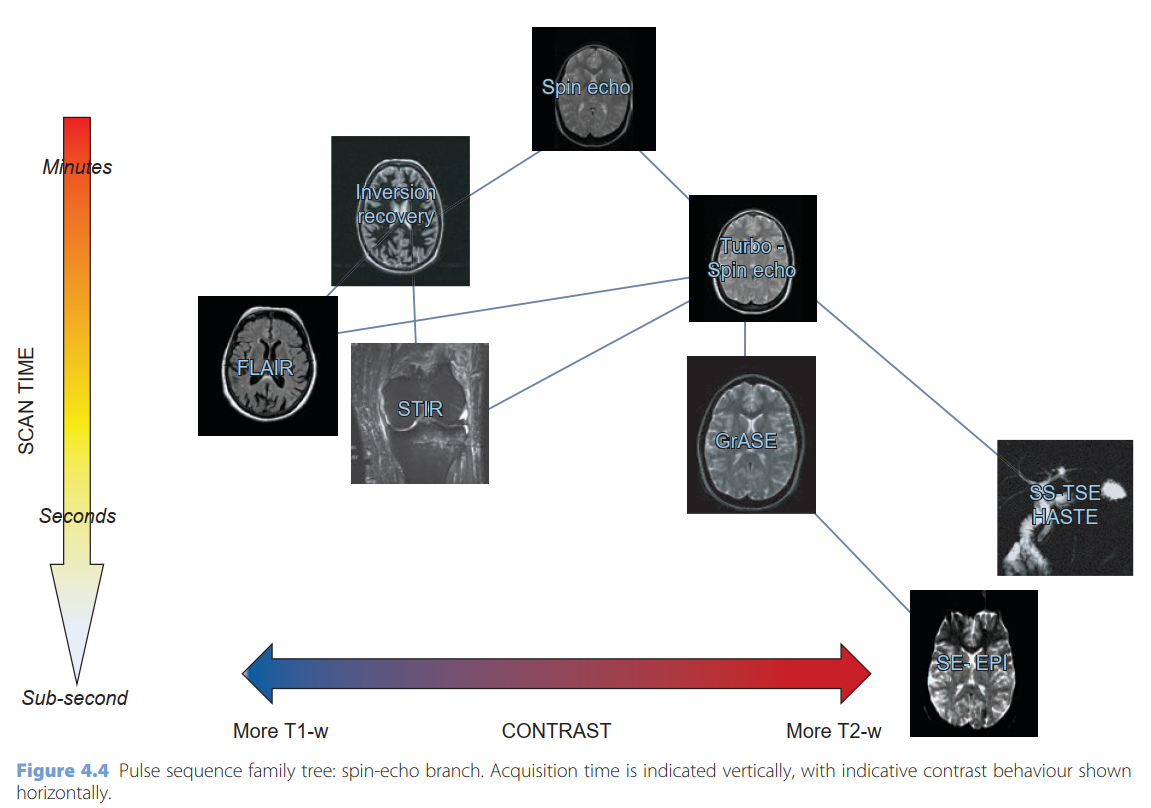 Spin echo
Minutes
Inversion
recovery
Turbo -
Spin echo
FLAIR
STIR
GrASE
SCAN TIME
SS-TSE
HASTE
Seconds
SE- EPI
Sub-second
More T1-w
CONTRAST
More T2-w
Figure 4.4 Pulse sequence family tree: spin-echo branch. Acquisition time is indicated vertically, with indicative contrast behaviour shown
horizontally.